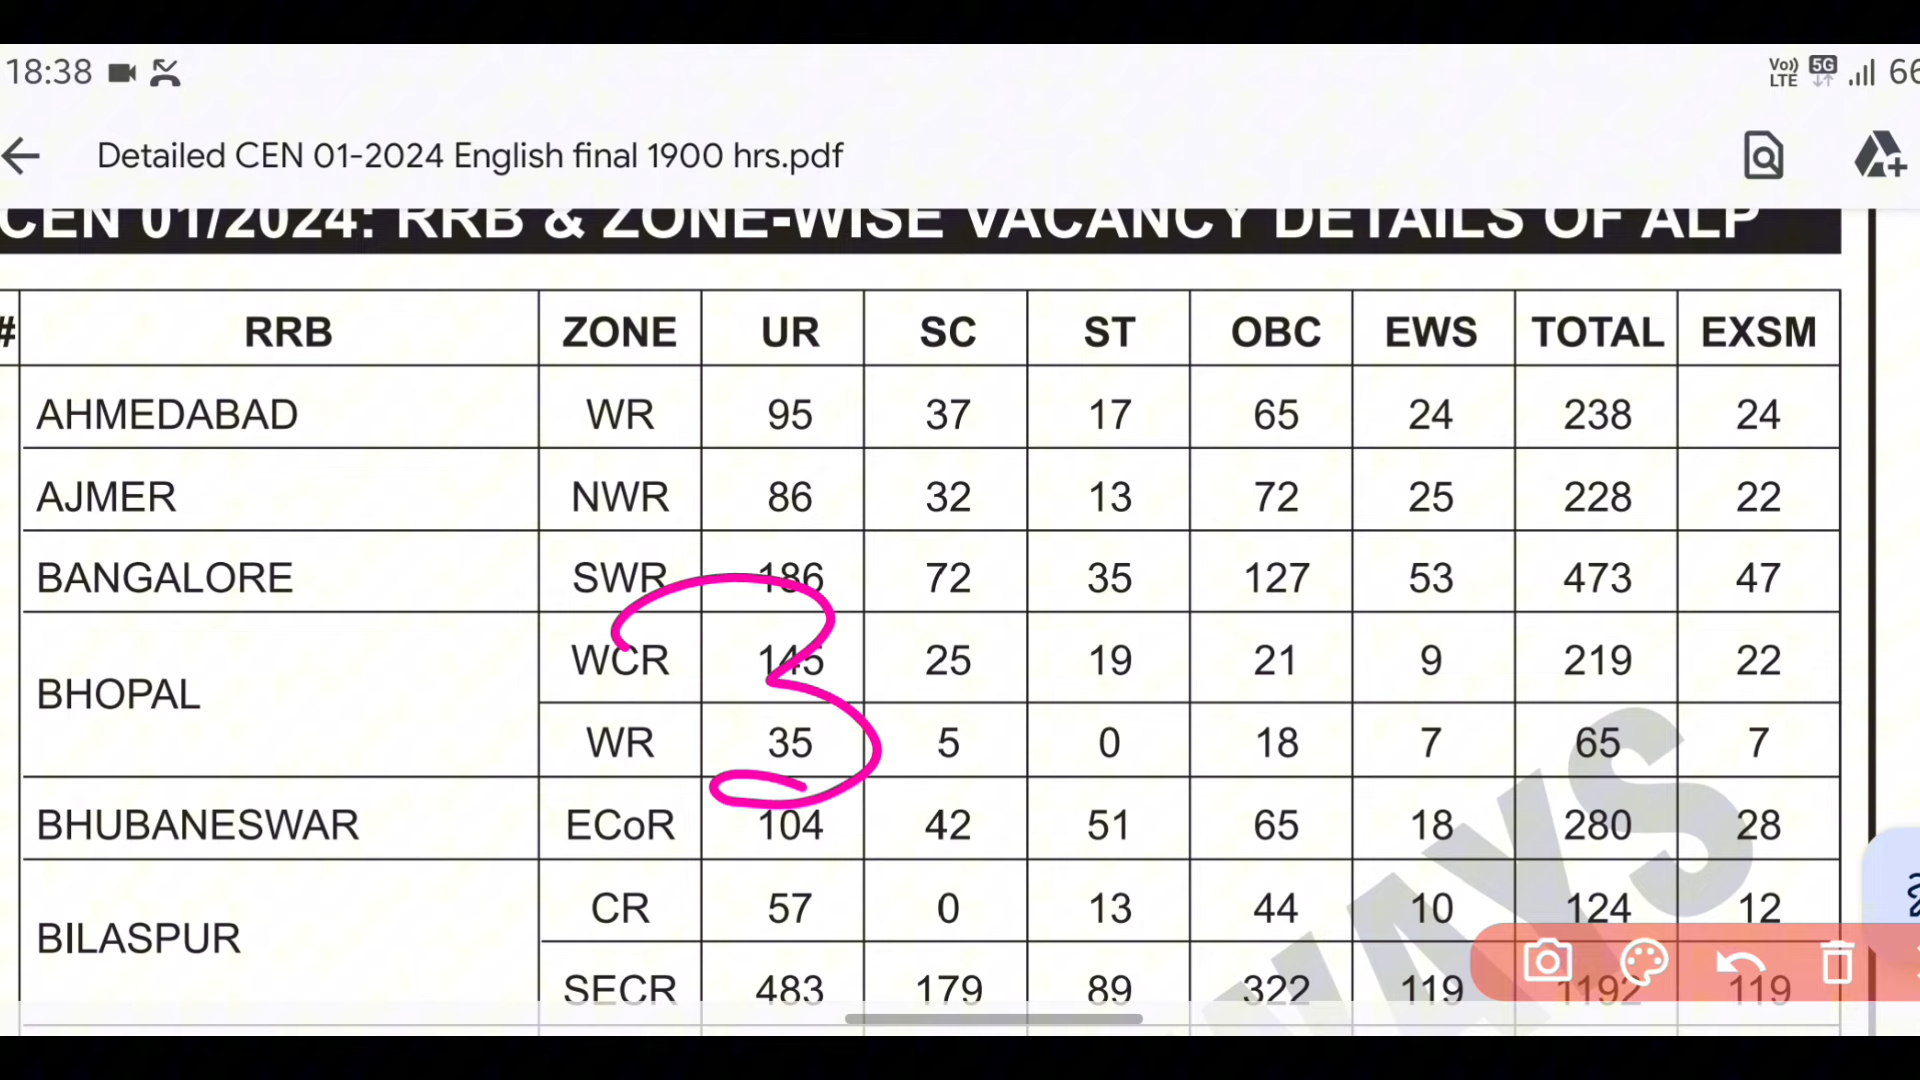 18:38 Vo)) LTE 5G 66
Detailed CEN 01-2024 English final 1900 hrs.pdf
CEN 01/2024: RRB & ZONE-WISE VACANCY DETAILS OF ALP
# RRB ZONE UR SC ST OBC EWS TOTAL EXSM
AHMEDABAD WR 95 37 17 65 24 238 24
AJMER NWR 86 32 13 72 25 228 22
BANGALORE SWR 186 72 35 127 53 473 47
BHOPAL WCR 145 25 19 21 9 219 22
WR 35 5 0 18 7 65 7
BHUBANESWAR ECoR 104 42 51 65 18 280 28
BILASPUR CR 57 0 13 44 10 124 12
SECR 483 179 89 322 119 1192 119
3
WAYS